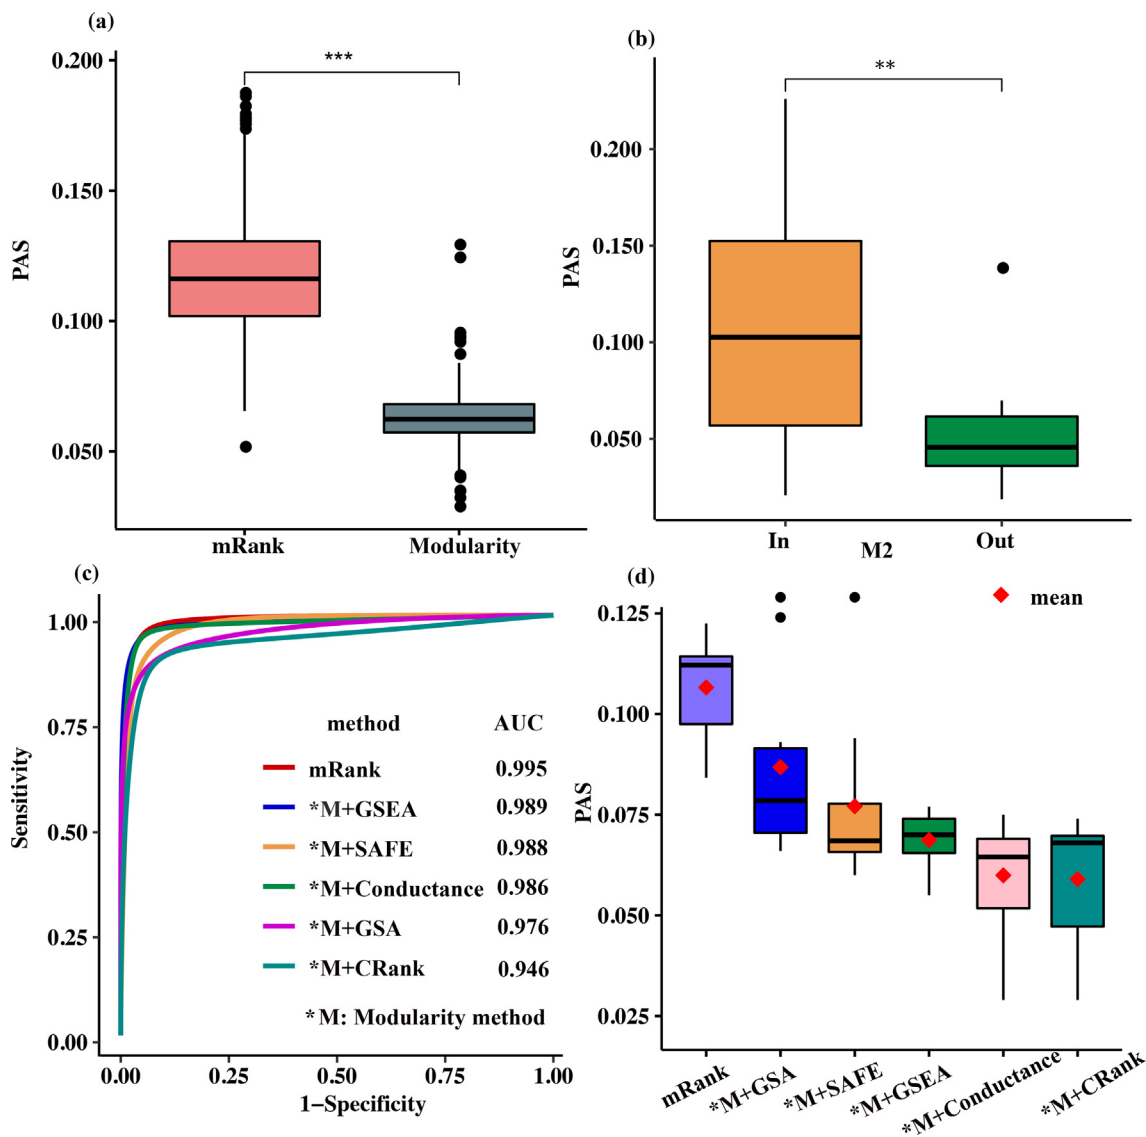 (a)
0.200
0.150
0.100
0.050
PAS
***
mRank
Modularity
(b)
0.200
0.150
0.100
0.050
PAS
**
In
Out
M2
(c)
1.00
0.75
0.50
0.25
0.00
Sensitivity
method AUC
mRank 0.995
*M+GSEA 0.989
*M+SAFE 0.988
*M+Conductance 0.986
*M+GSA 0.976
*M+CRank 0.946
*M: Modularity method
0.00 0.25 0.50 0.75 1.00
1−Specificity
(d)
mean
0.125
0.100
0.075
0.050
0.025
PAS
mRank
*M+GSA
*M+SAFE
*M+GSEA
*M+Conductance
*M+CRank